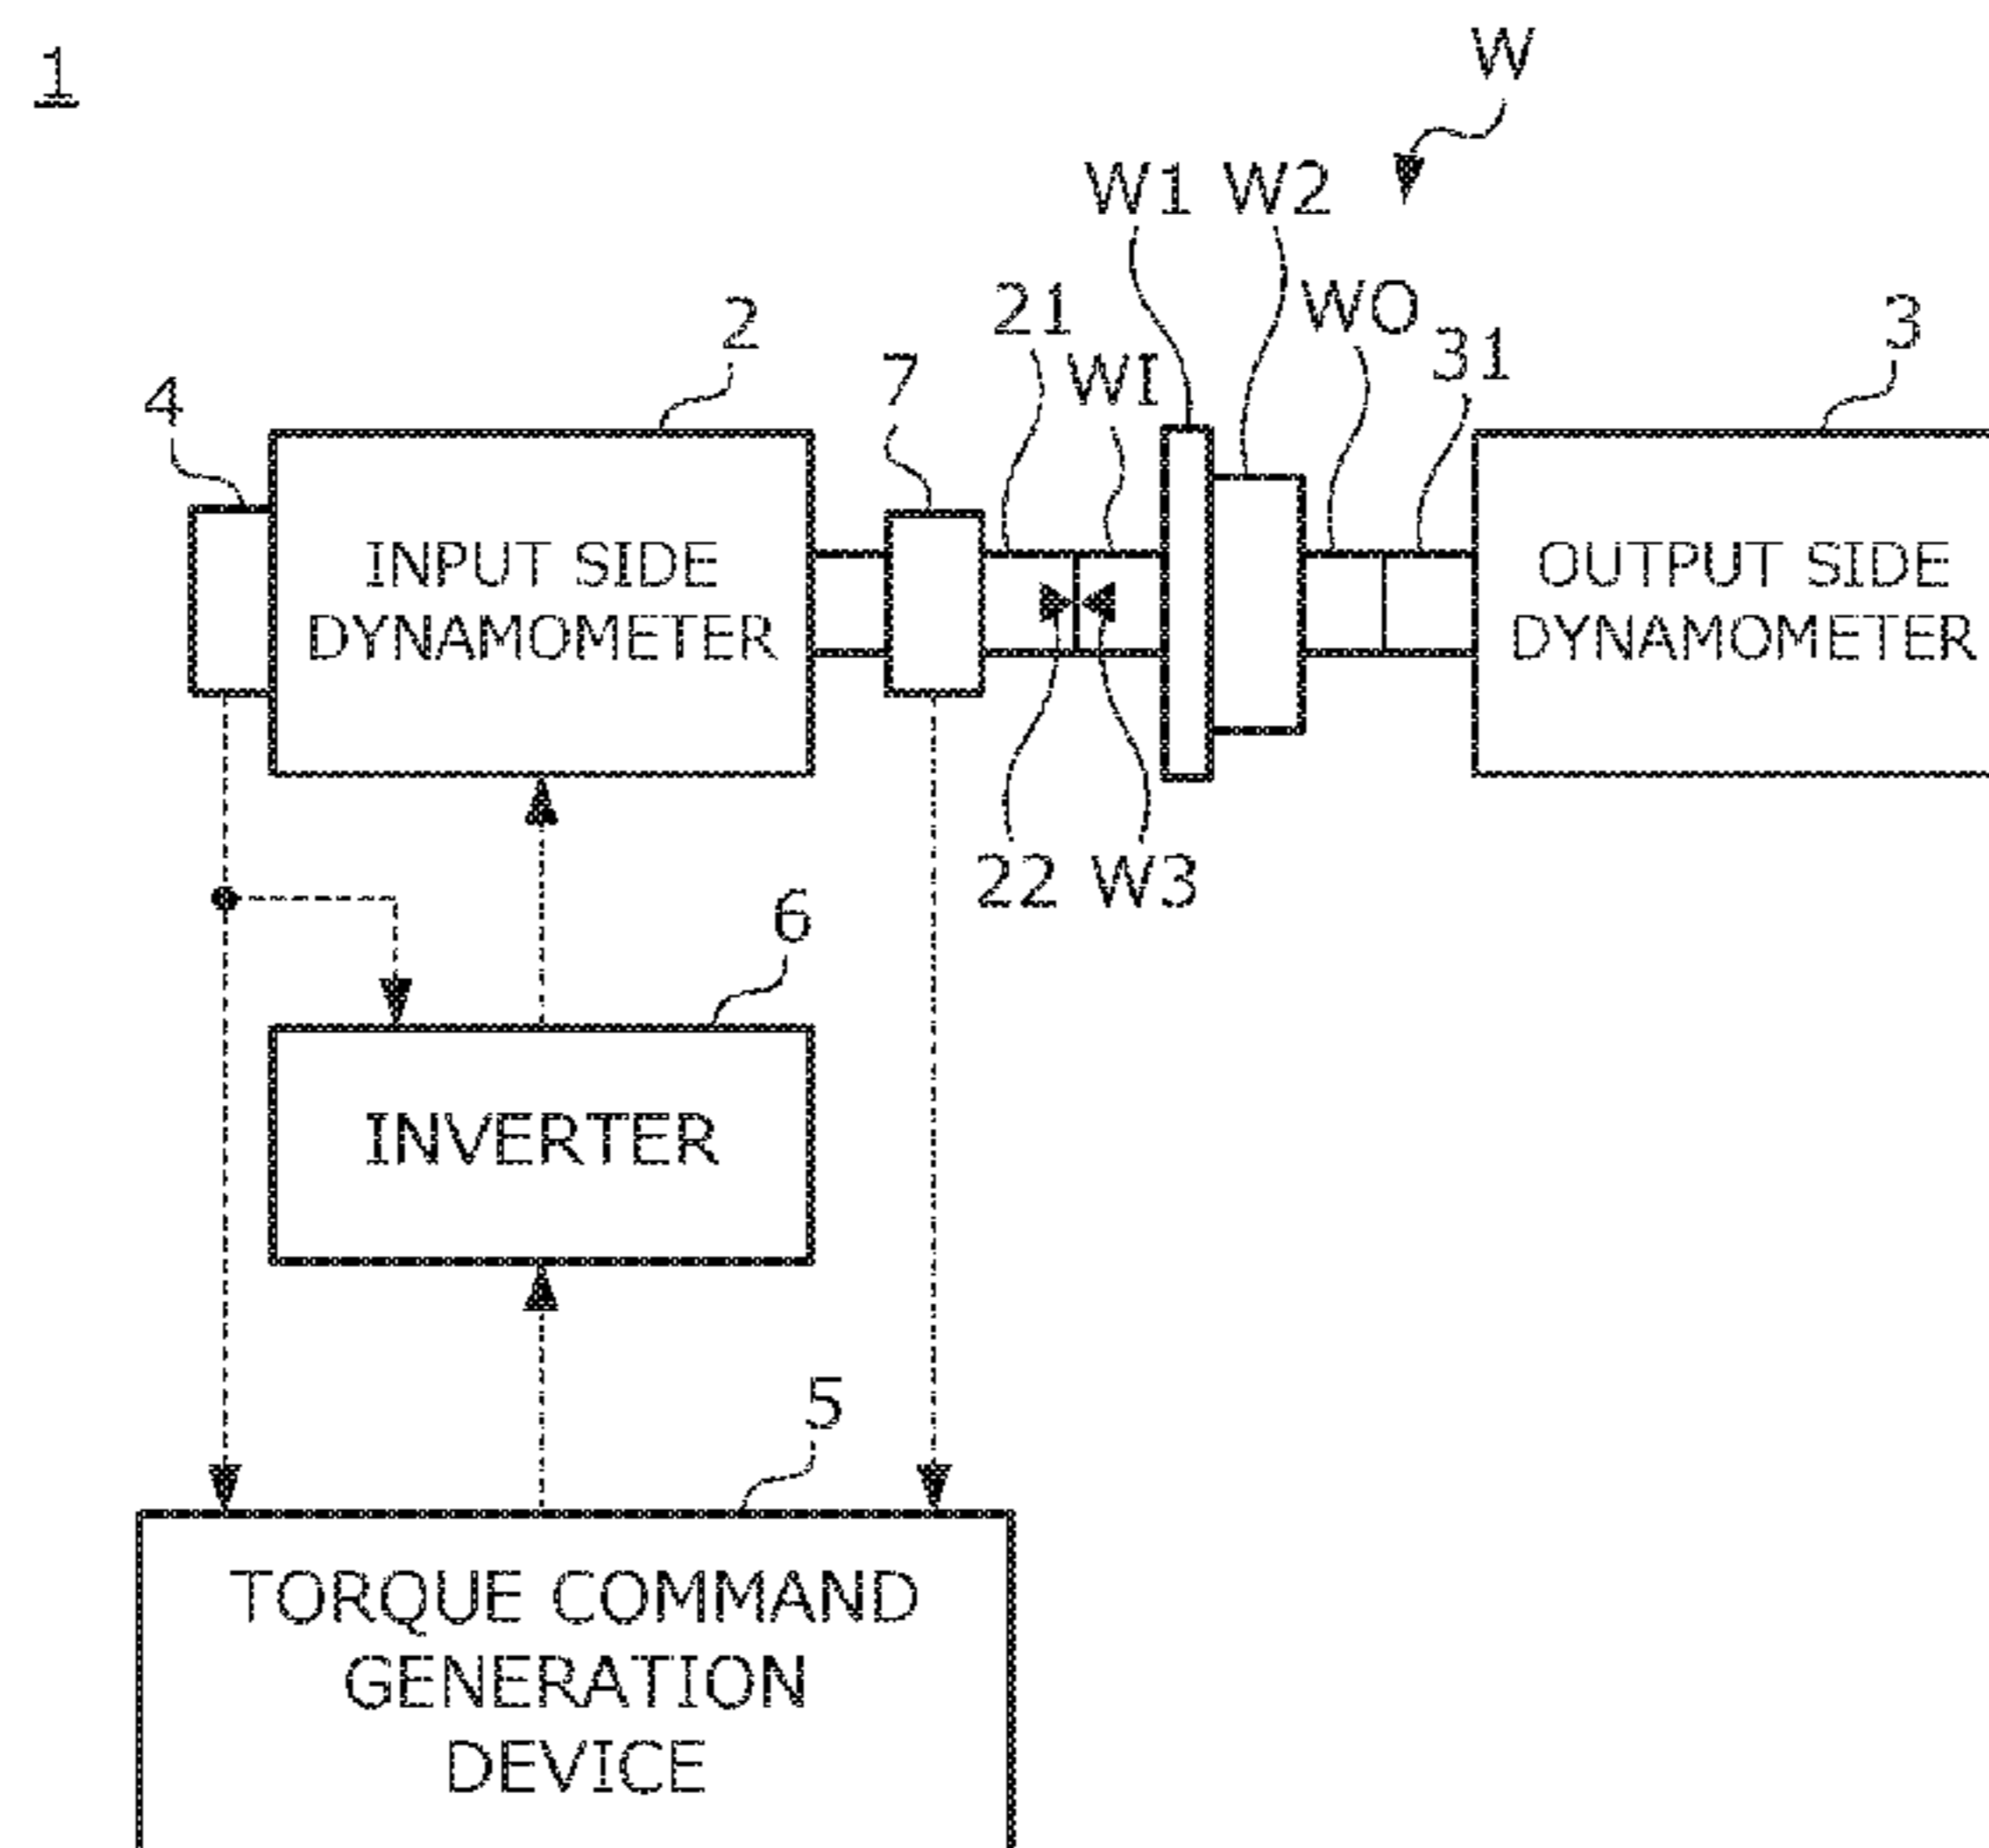 1
W
W1 W2
2
21
WO
3
7
WI
31
4
INPUT SIDE
DYNAMOMETER
OUTPUT SIDE
DYNAMOMETER
22 W3
6
INVERTER
5
TORQUE COMMAND
GENERATION
DEVICE